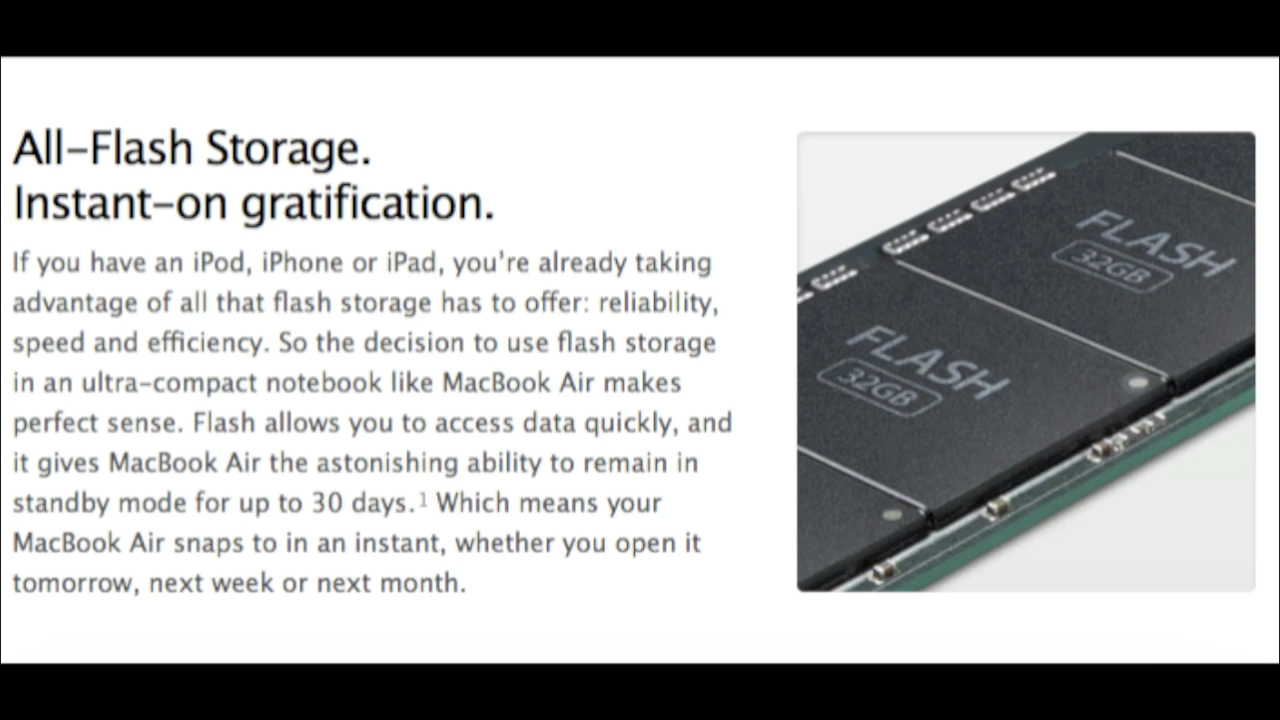 All-Flash Storage.
Instant-on gratification.
If you have an iPod, iPhone or iPad, you're already taking
advantage of all that flash storage has to offer: reliability,
speed and efficiency. So the decision to use flash storage
in an ultra-compact notebook like MacBook Air makes
perfect sense. Flash allows you to access data quickly, and
it gives MacBook Air the astonishing ability to remain in
standby mode for up to 30 days.¹ Which means your
MacBook Air snaps to in an instant, whether you open it
tomorrow, next week or next month.
FLASH
32GB
FLASH
32GB